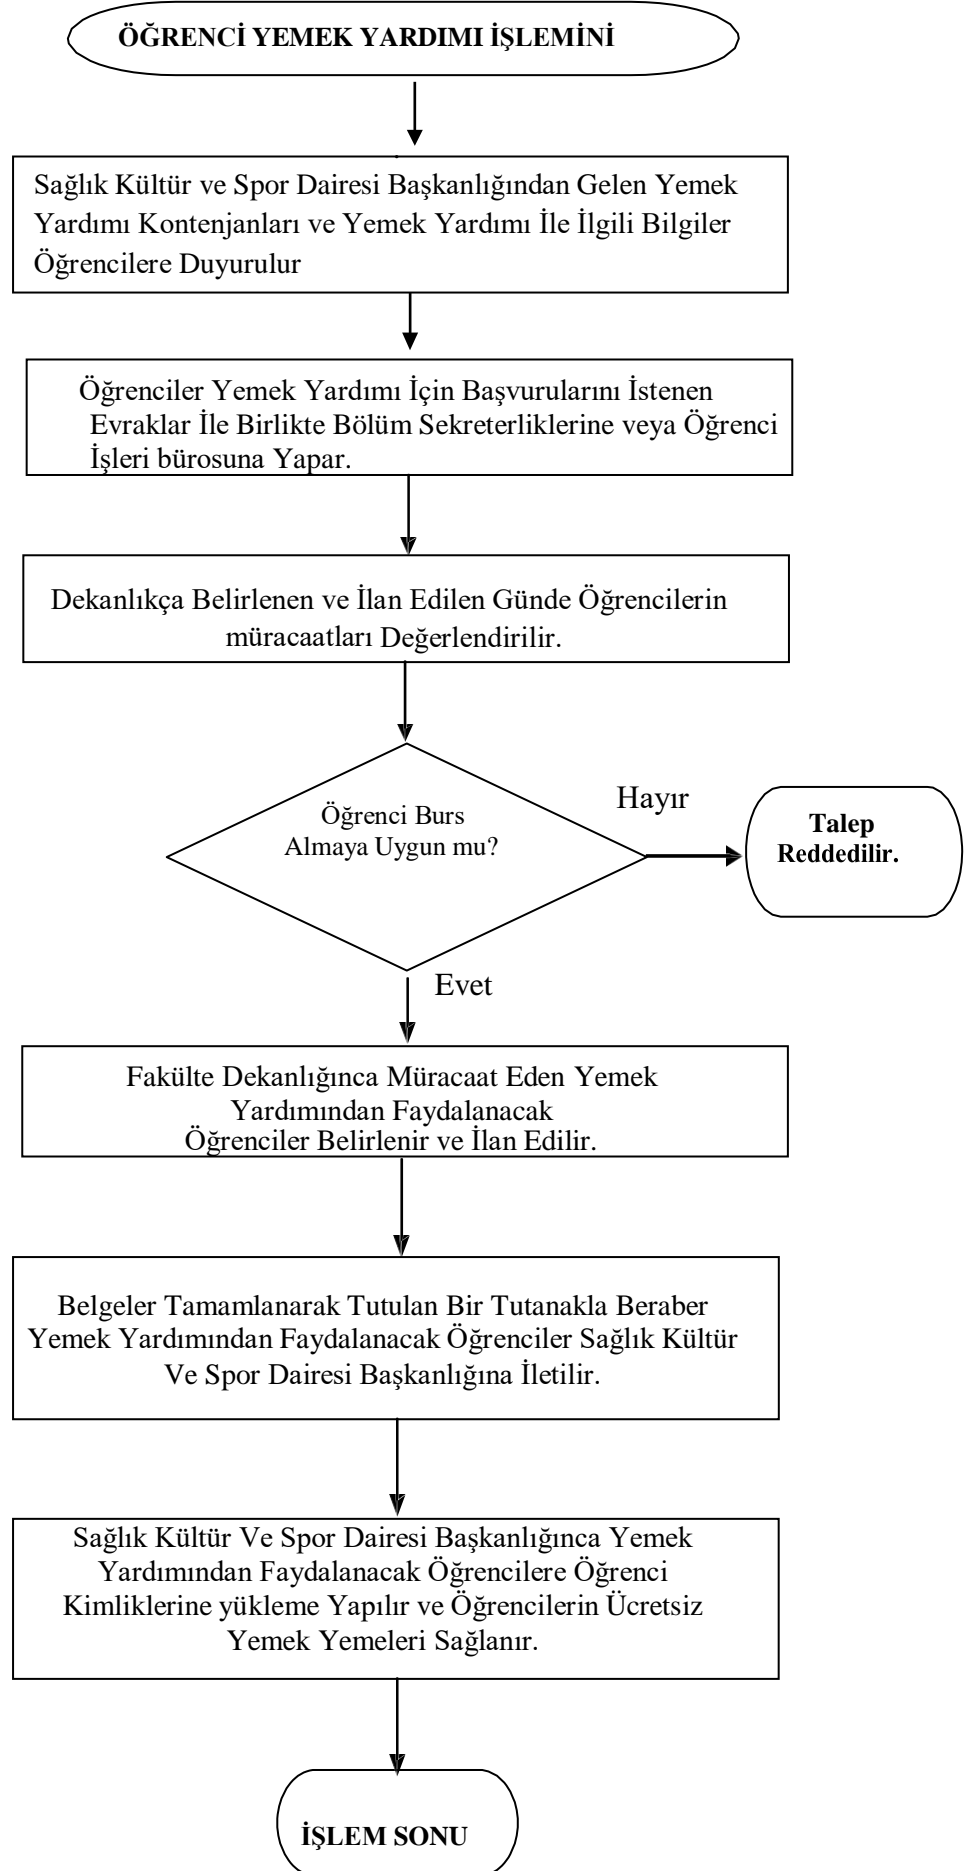 ÖĞRENCİ YEMEK YARDIMI İŞLEMİNİ
Sağlık Kültür ve Spor Dairesi Başkanlığından Gelen Yemek
Yardımı Kontenjanları ve Yemek Yardımı İle İlgili Bilgiler
Öğrencilere Duyurulur
Öğrenciler Yemek Yardımı İçin Başvurularını İstenen
Evraklar İle Birlikte Bölüm Sekreterliklerine veya Öğrenci
İşleri bürosuna Yapar.
Dekanlıkça Belirlenen ve İlan Edilen Günde Öğrencilerin
müracaatları Değerlendirilir.
Öğrenci Burs
Almaya Uygun mu?
Hayır
Talep
Reddedilir.
Evet
Fakülte Dekanlığınca Müracaat Eden Yemek
Yardımından Faydalanacak
Öğrenciler Belirlenir ve İlan Edilir.
Belgeler Tamamlanarak Tutulan Bir Tutanakla Beraber
Yemek Yardımından Faydalanacak Öğrenciler Sağlık Kültür
Ve Spor Dairesi Başkanlığına İletilir.
Sağlık Kültür Ve Spor Dairesi Başkanlığınca Yemek
Yardımından Faydalanacak Öğrencilere Öğrenci
Kimliklerine yükleme Yapılır ve Öğrencilerin Ücretsiz
Yemek Yemeleri Sağlanır.
İŞLEM SONU